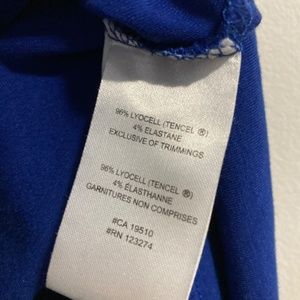 96% LYOCELL (TENCEL ®)
4% ELASTANE
EXCLUSIVE OF TRIMMINGS
96% LYOCELL (TENCEL ®)
4% ELASTHANNE
GARNITURES NON COMPRISES
#CA 19510
#RN 123274